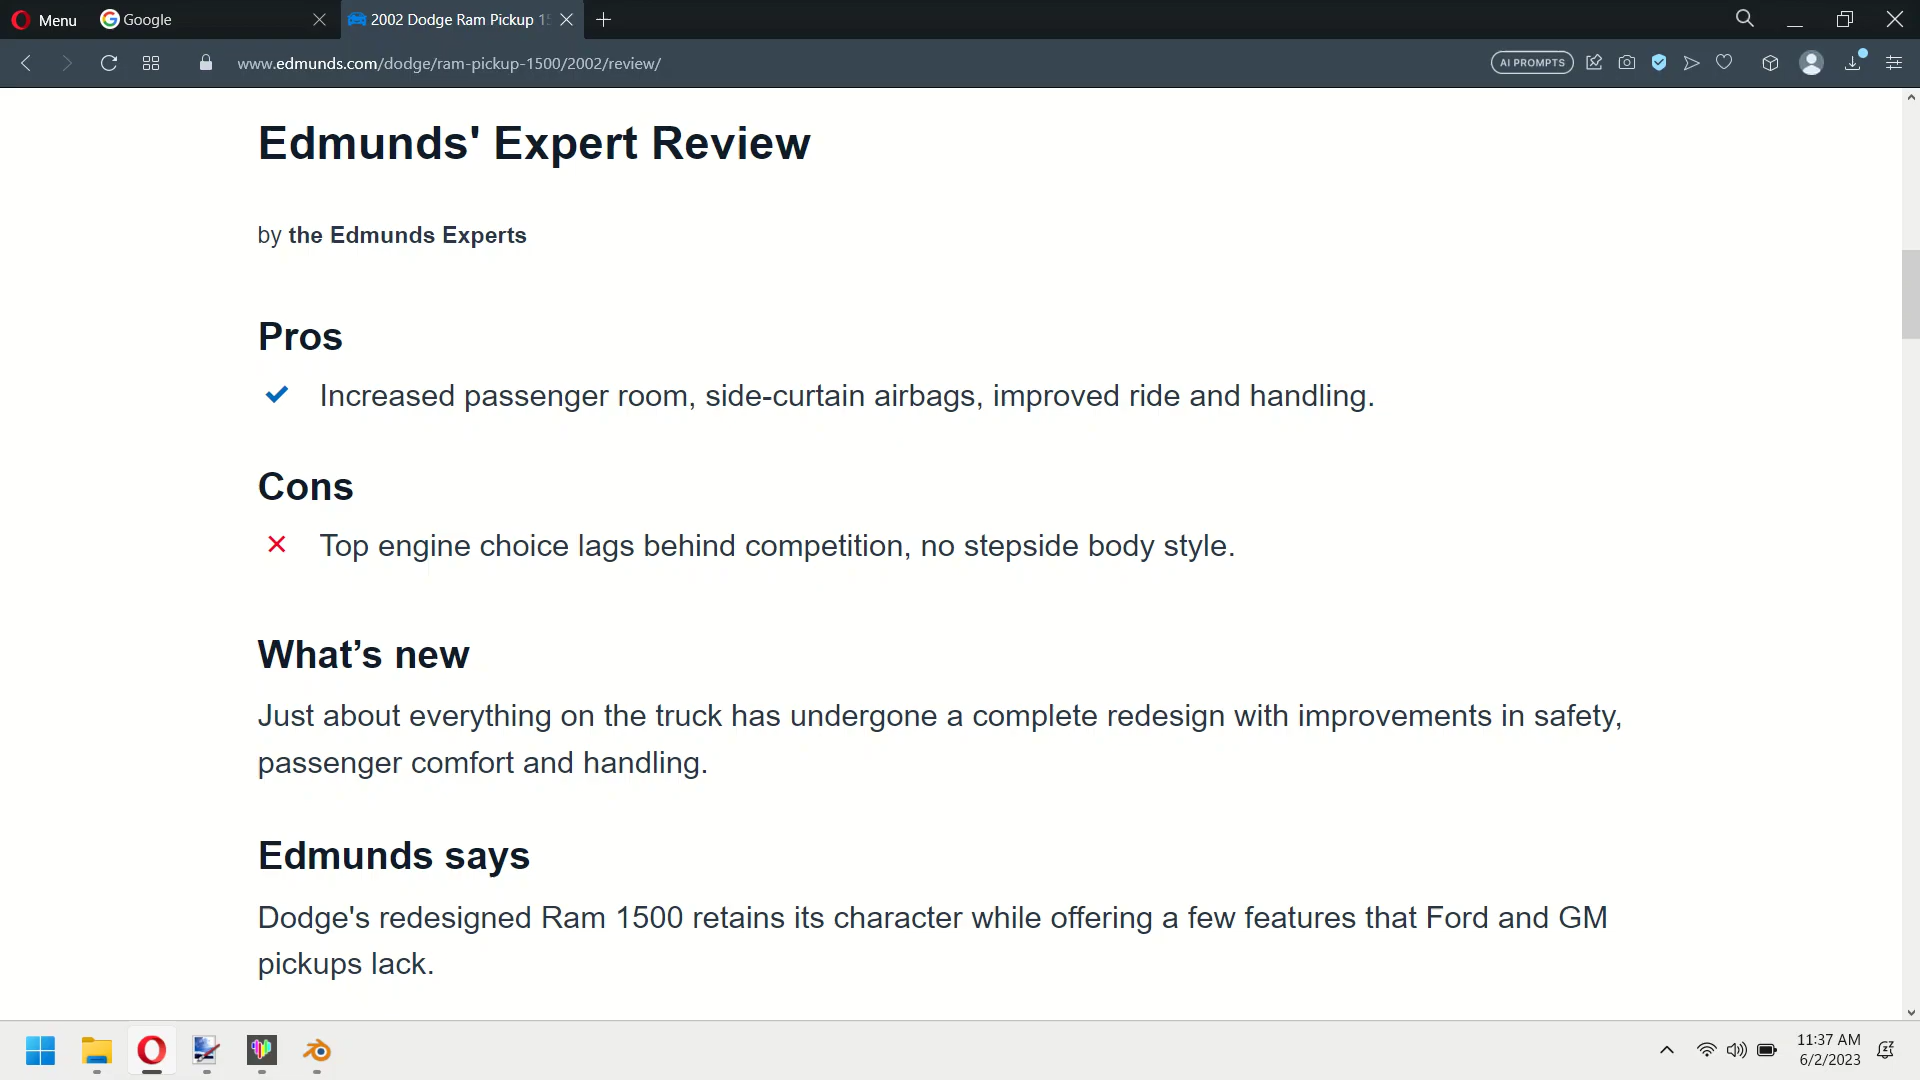 Menu
Google
2002 Dodge Ram Pickup 1
www.edmunds.com/dodge/ram-pickup-1500/2002/review/
AI PROMPTS
Edmunds' Expert Review
by the Edmunds Experts
Pros
Increased passenger room, side-curtain airbags, improved ride and handling.
Cons
Top engine choice lags behind competition, no stepside body style.
What’s new
Just about everything on the truck has undergone a complete redesign with improvements in safety,
passenger comfort and handling.
Edmunds says
Dodge's redesigned Ram 1500 retains its character while offering a few features that Ford and GM
pickups lack.
11:37 AM
6/2/2023